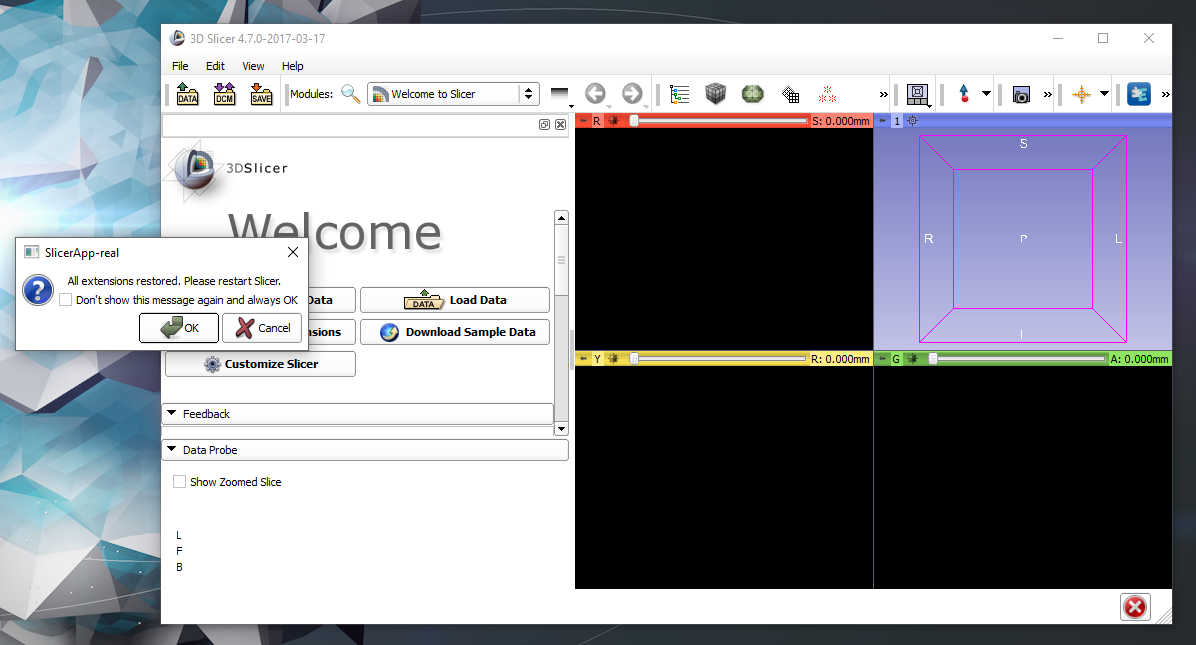 3D Slicer 4.7.0-2017-03-17
File Edit View Help
DATA DCM SAVE Modules: Welcome to Slicer
R S: 0.000mm 1
3DSlicer
Welcome
S
R L
I
SlicerApp-real
All extensions restored. Please restart Slicer.
Don't show this message again and always OK
OK Cancel
Data
DATA Load Data
nsions
Download Sample Data
Customize Slicer
Y R: 0.000mm G A: 0.000mm
Feedback
Data Probe
Show Zoomed Slice
L
F
B